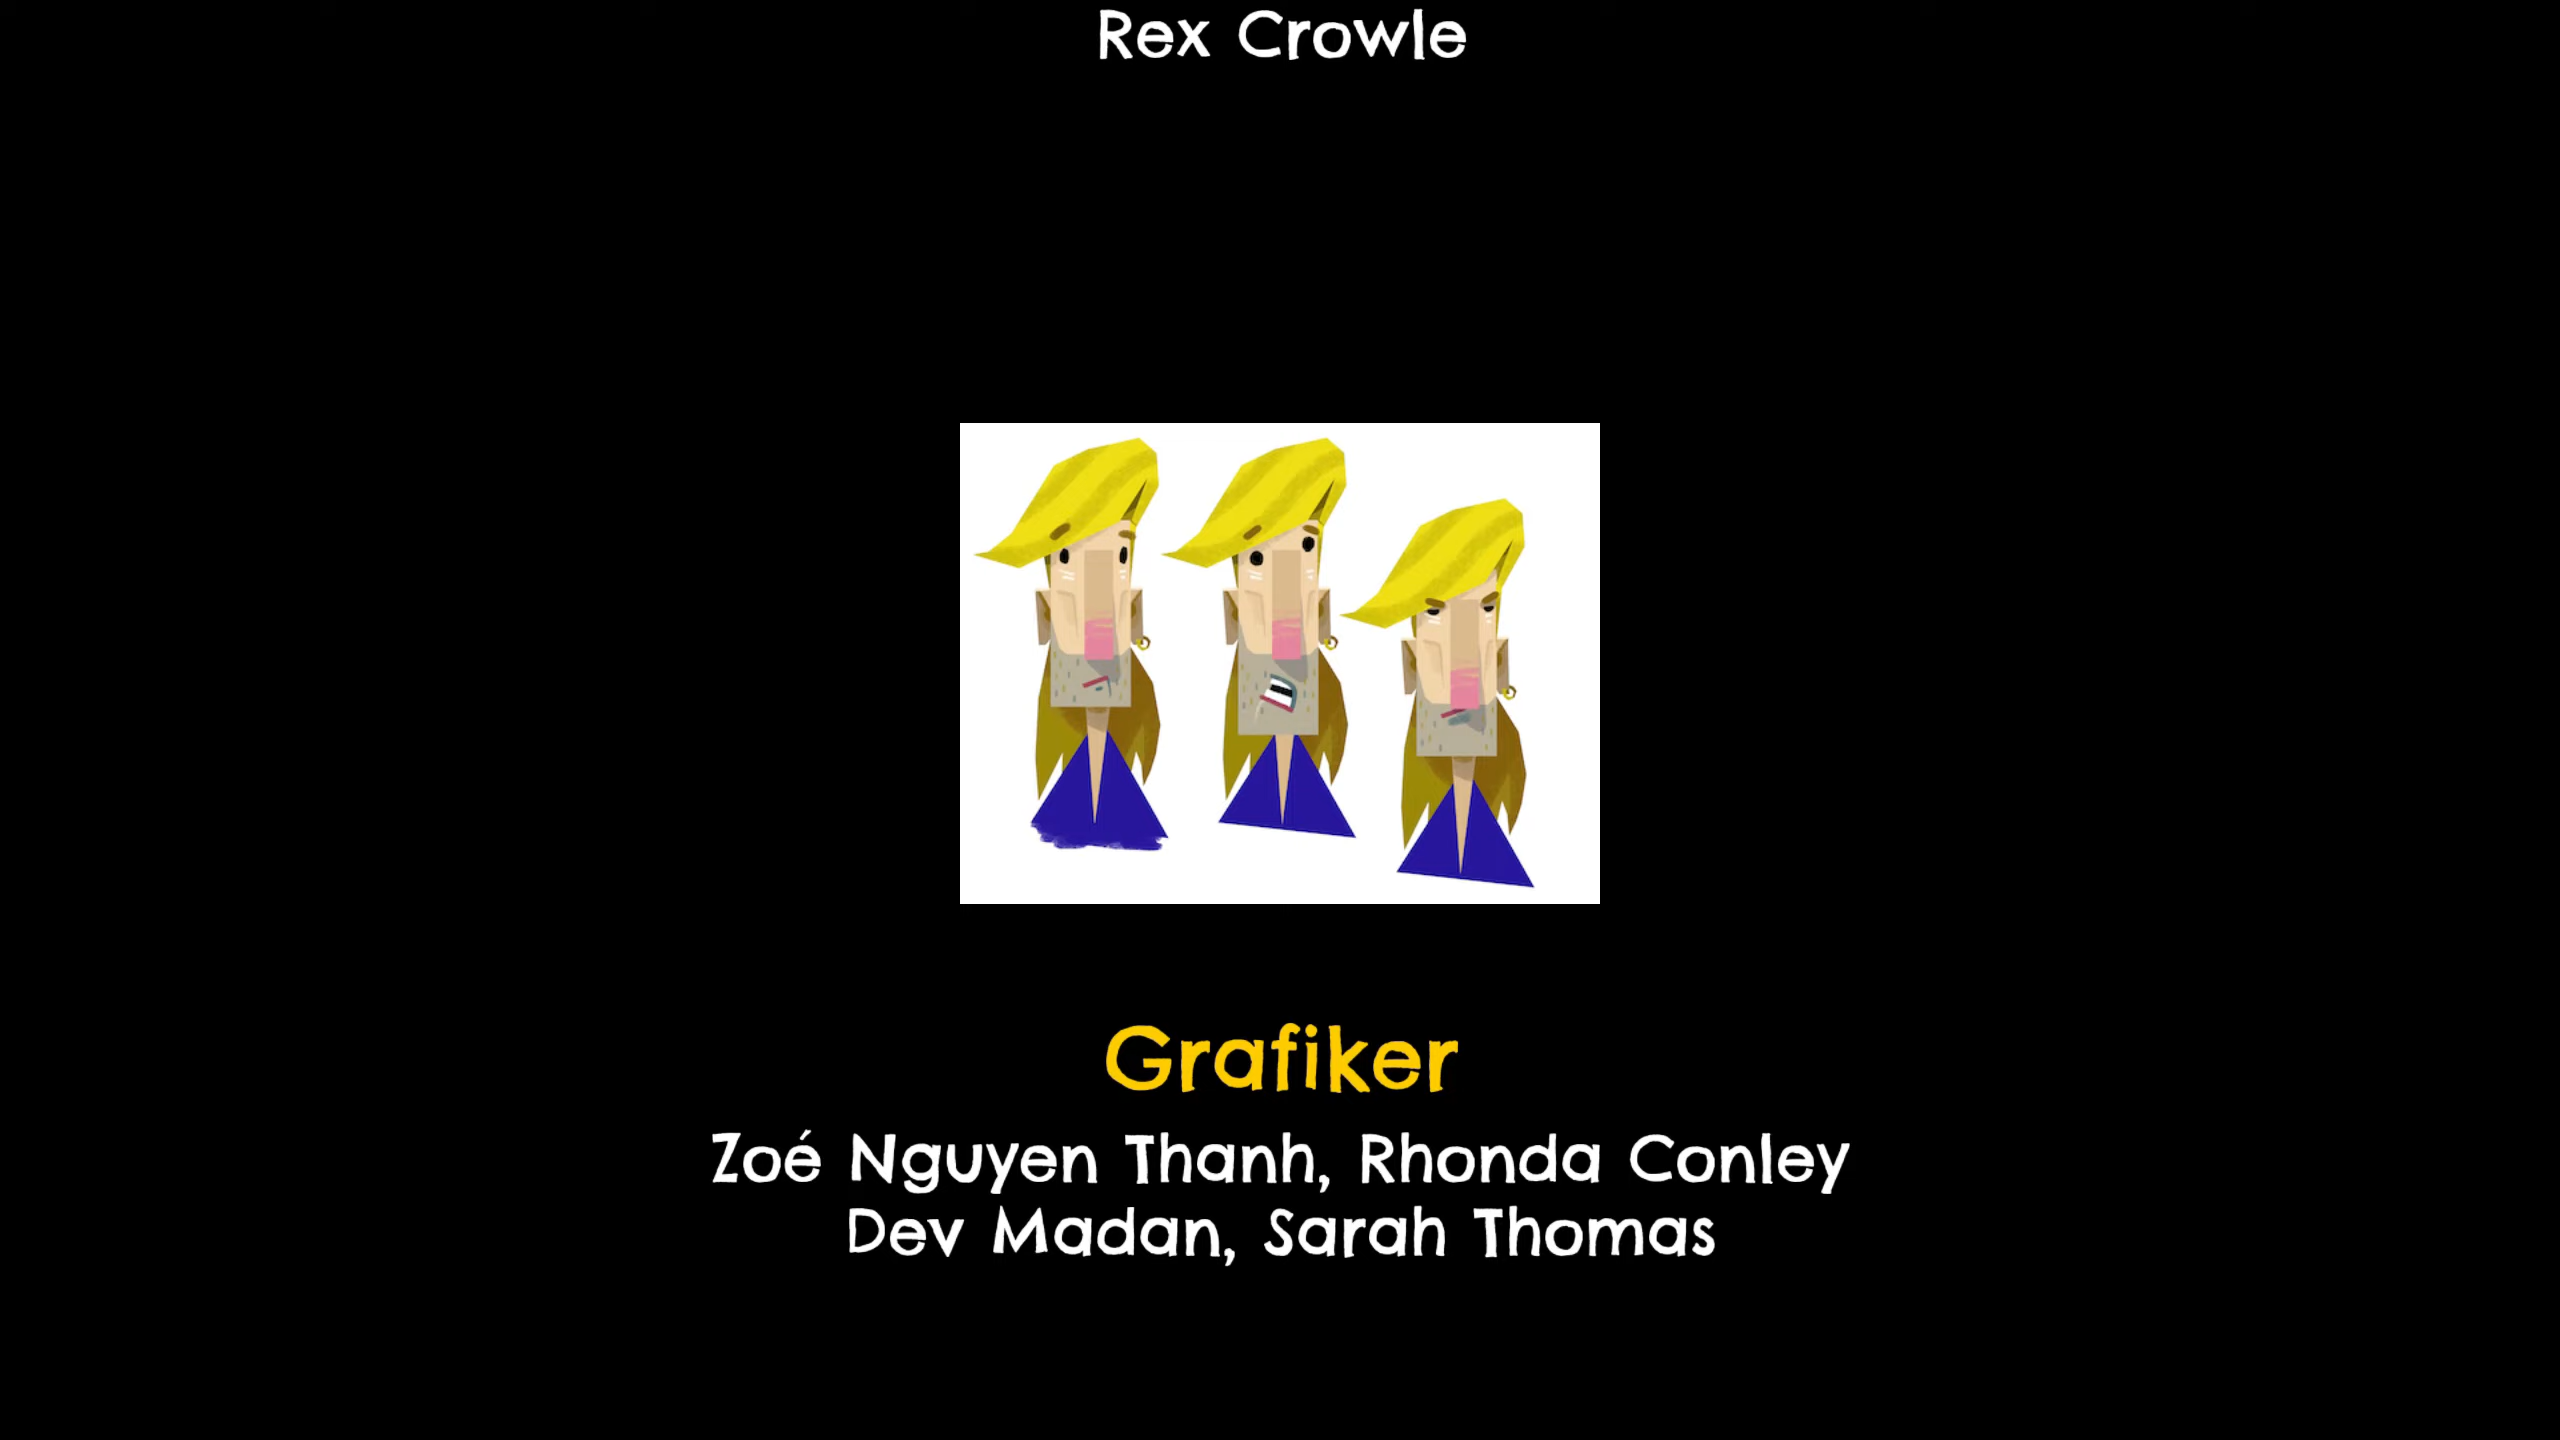 Rex Crowle
Grafiker
Zoé Nguyen Thanh, Rhonda Conley
Dev Madan, Sarah Thomas